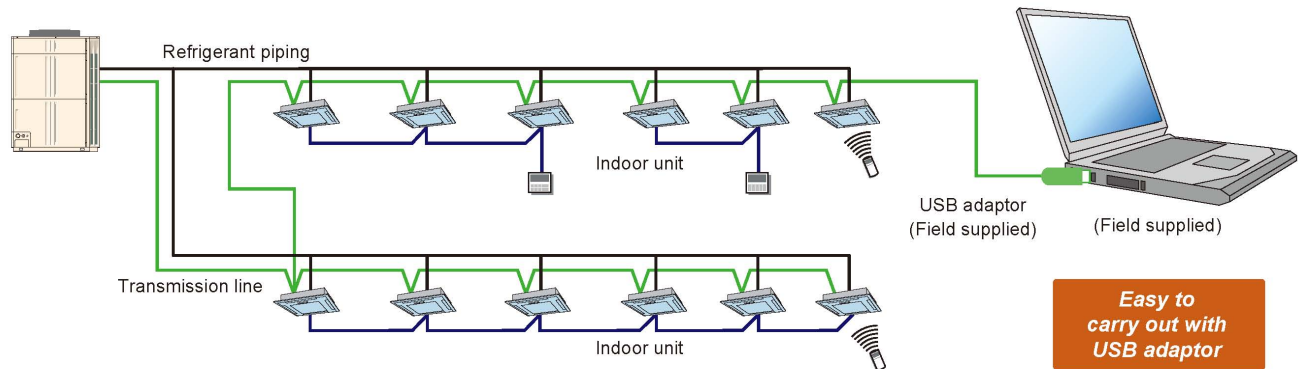 Refrigerant piping
Indoor unit
USB adaptor
(Field supplied)
(Field supplied)
Transmission line
Indoor unit
Easy to
carry out with
USB adaptor